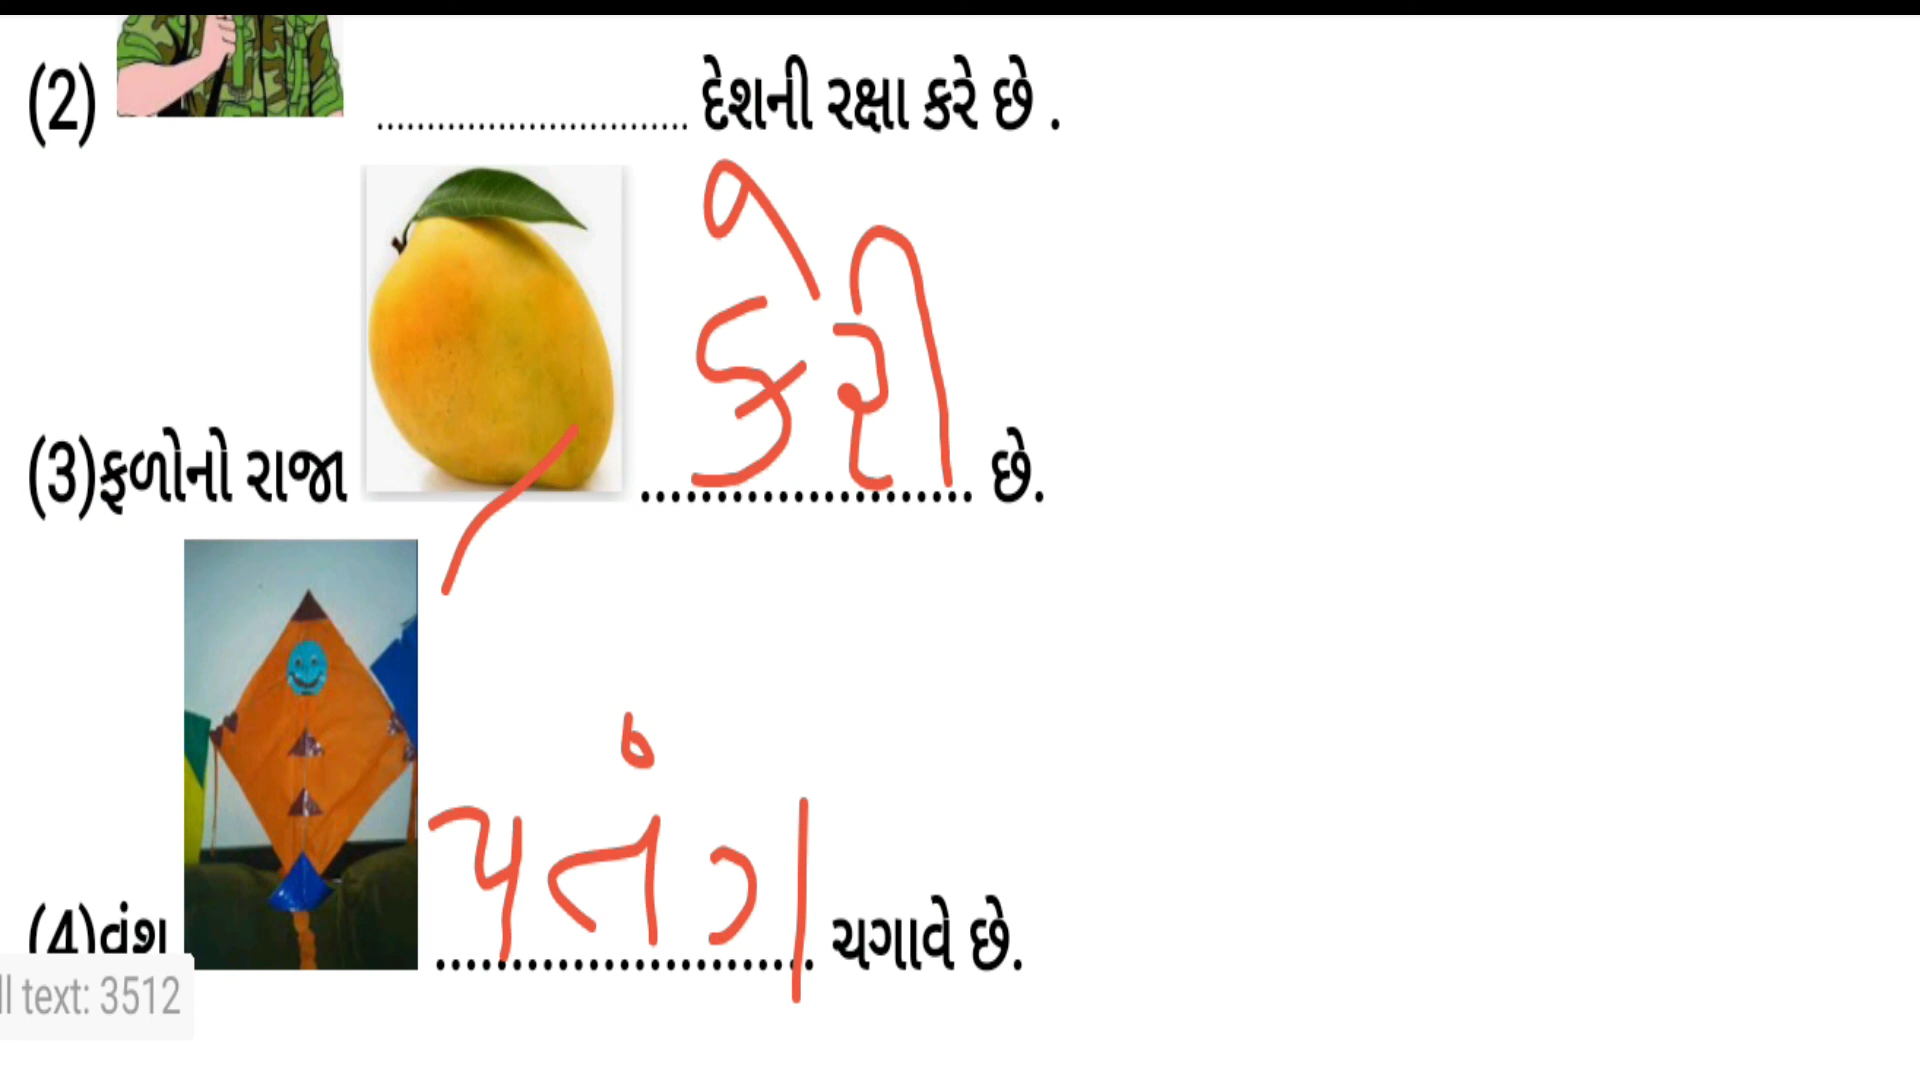 (2) .............................. દેશની રક્ષા કરે છે .
(3)ફળોનો રાજા ...................... કેરી છે.
(4)વંશ ........................ પતંગ ચગાવે છે.
ll text: 3512